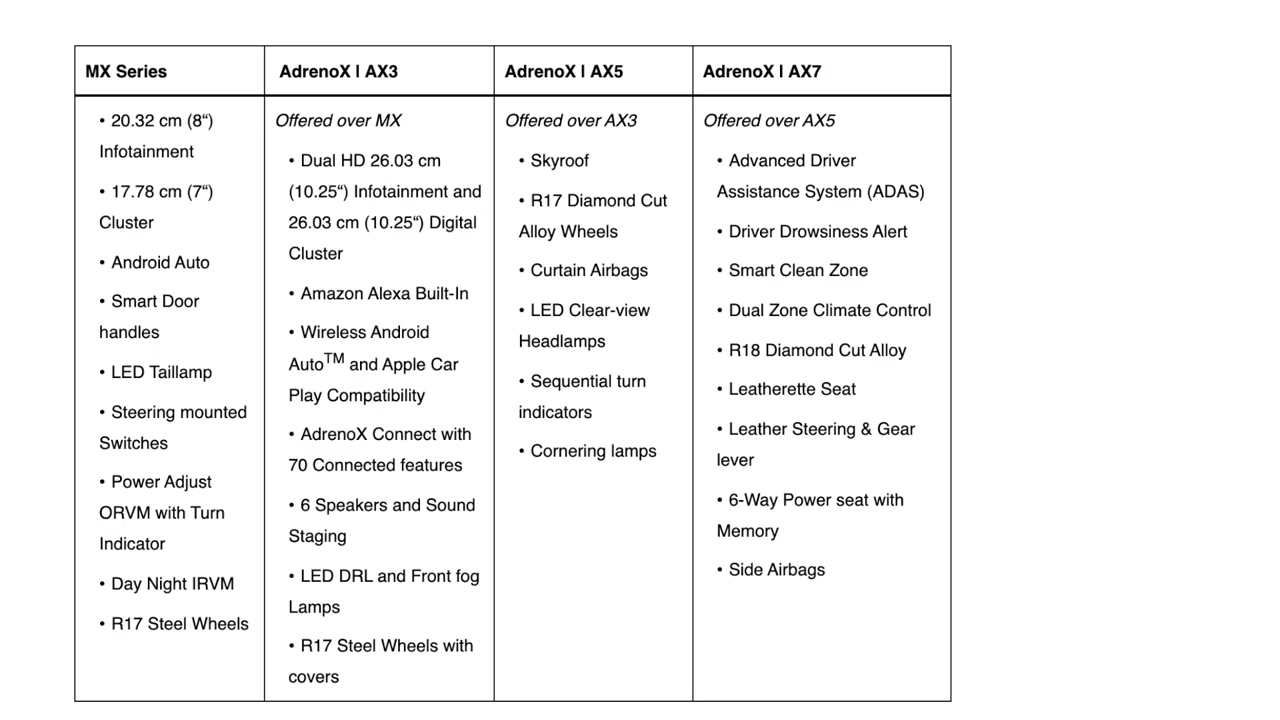 MX Series
• 20.32 cm (8“)
Infotainment
• 17.78 cm (7“)
Cluster
• Android Auto
• Smart Door
handles
• LED Taillamp
• Steering mounted
Switches
• Power Adjust
ORVM with Turn
Indicator
• Day Night IRVM
• R17 Steel Wheels
AdrenoX | AX3
Offered over MX
• Dual HD 26.03 cm
(10.25“) Infotainment and
26.03 cm (10.25“) Digital
Cluster
• Amazon Alexa Built-In
• Wireless Android
Auto™ and Apple Car
Play Compatibility
• AdrenoX Connect with
70 Connected features
• 6 Speakers and Sound
Staging
• LED DRL and Front fog
Lamps
• R17 Steel Wheels with
covers
AdrenoX | AX5
Offered over AX3
• Skyroof
• R17 Diamond Cut
Alloy Wheels
• Curtain Airbags
• LED Clear-view
Headlamps
• Sequential turn
indicators
• Cornering lamps
AdrenoX | AX7
Offered over AX5
• Advanced Driver
Assistance System (ADAS)
• Driver Drowsiness Alert
• Smart Clean Zone
• Dual Zone Climate Control
• R18 Diamond Cut Alloy
• Leatherette Seat
• Leather Steering & Gear
lever
• 6-Way Power seat with
Memory
• Side Airbags